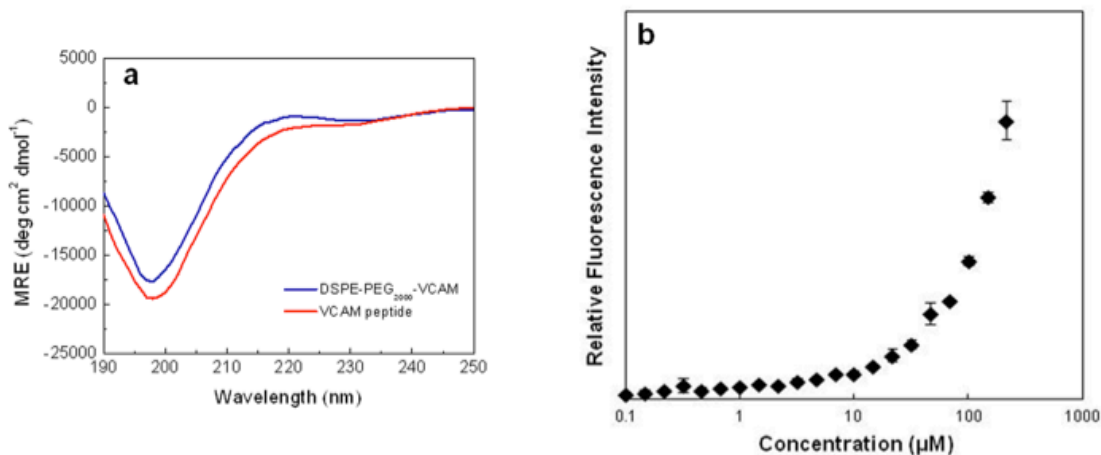 a
5000
0
-5000
-10000
-15000
-20000
-25000
MRE (deg cm² dmol⁻¹)
DSPE-PEG₂₀₀₀-VCAM
VCAM peptide
190 200 210 220 230 240 250
Wavelength (nm)
b
Relative Fluorescence Intensity
0.1 1 10 100 1000
Concentration (µM)